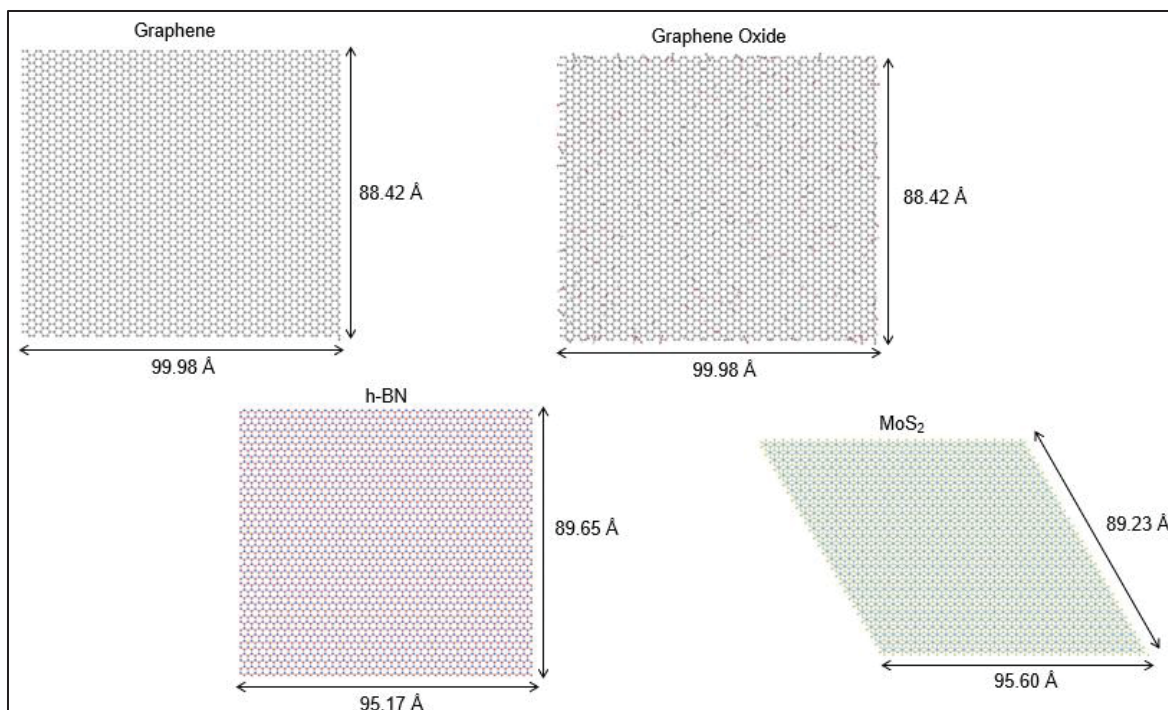 Graphene
Graphene Oxide
88.42 Å
88.42 Å
99.98 Å
99.98 Å
h-BN
MoS₂
89.65 Å
89.23 Å
95.17 Å
95.60 Å